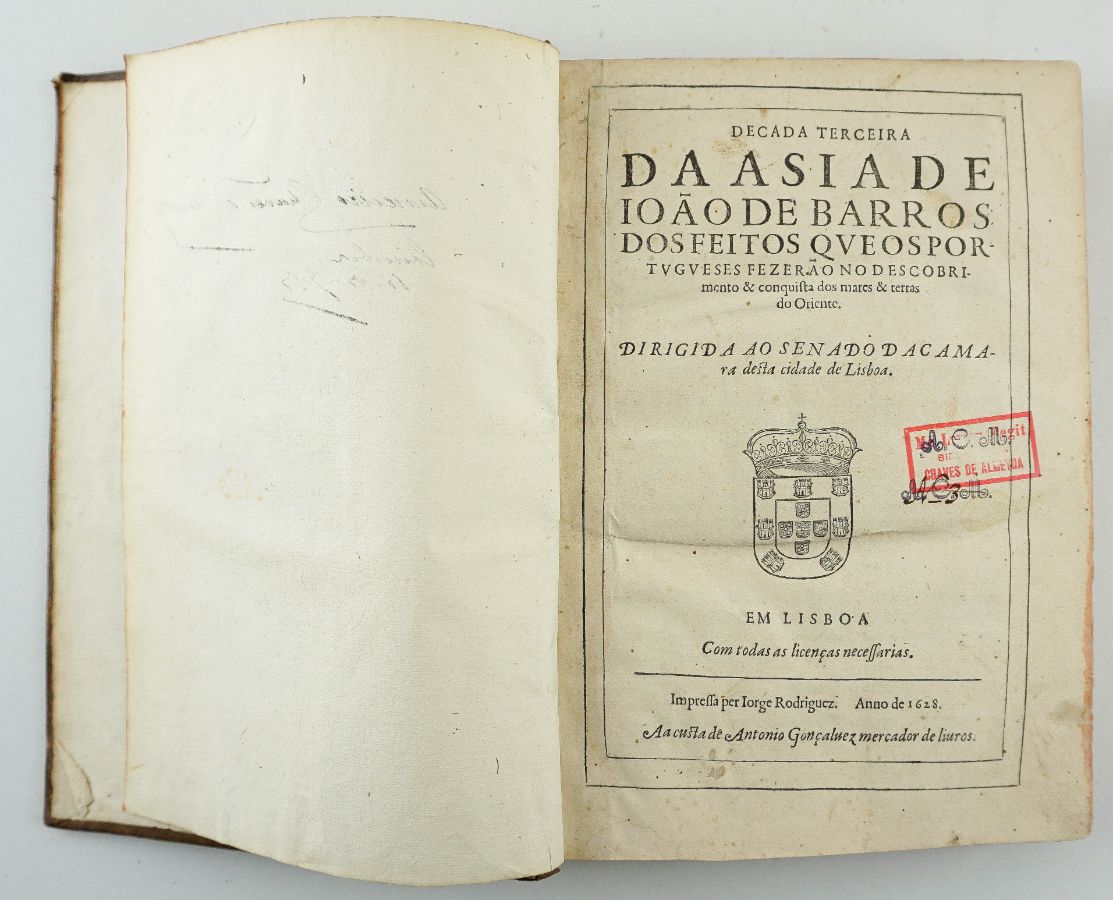 DECADA TERCEIRA
DA ASIA DE
IOÃO DE BARROS
DOS FEITOS QVE OS POR-
TVGVESES FEZERÃO NO DESCOBRI-
mento & conquiſta dos mares & terras
do Oriente.
DIRIGIDA AO SENADO DA CAMA-
ra deſta cidade de Lisboa.
A. C. M.
CHAVES DE ALMEIDA
EM LISBOA
Com todas as licenças neceſſarias.
Impreſſa per Iorge Rodriguez. Anno de 1628.
Aa cuſta de Antonio Gonçaluez mercador de liuros.